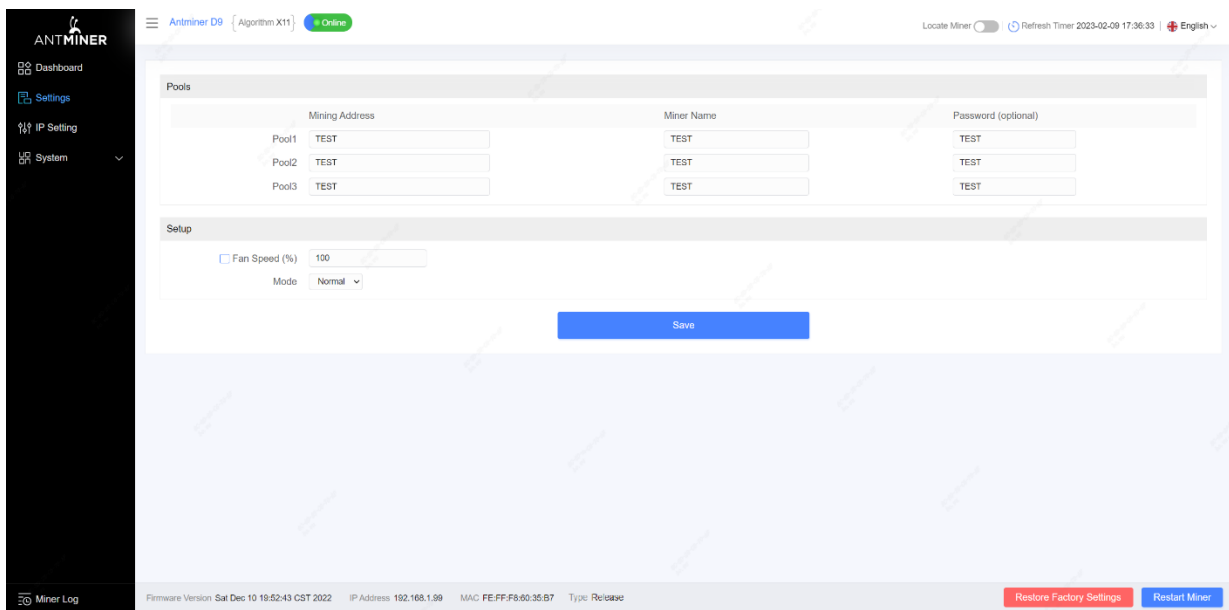 ANTMINER
Antminer D9 {Algorithm X11} Online
Locate Miner Refresh Timer 2023-02-09 17:36:33 | English
Dashboard
Settings
IP Setting
System
Pools
Mining Address Miner Name Password (optional)
Pool1 TEST TEST TEST
Pool2 TEST TEST TEST
Pool3 TEST TEST TEST
Setup
Fan Speed (%) 100
Mode Normal
Save
Miner Log
Firmware Version Sat Dec 10 19:52:43 CST 2022 IP Address 192.168.1.99 MAC FE:FF:F8:60:35:B7 Type Release
Restore Factory Settings Restart Miner